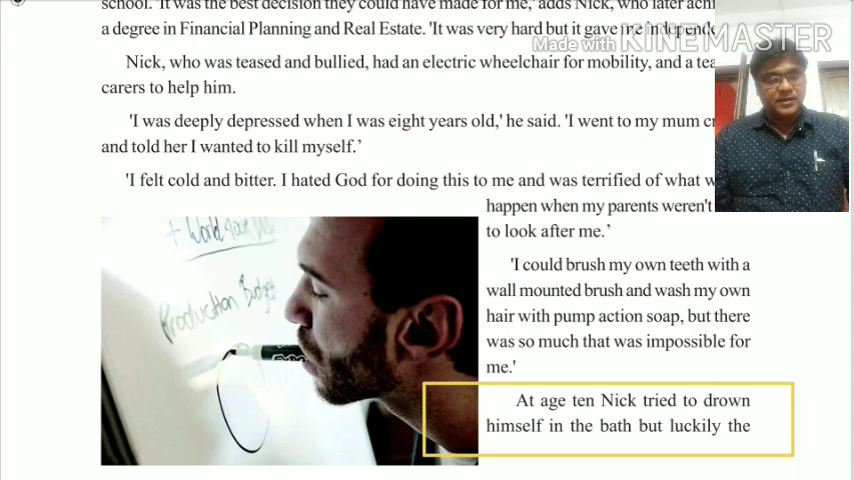 school. 'It was the best decision they could have made for me,' adds Nick, who later
a degree in Financial Planning and Real Estate. 'It was very hard but it gave me
Made with KINEMASTER
Nick, who was teased and bullied, had an electric wheelchair for mobility, and a
carers to help him.
'I was deeply depressed when I was eight years old,' he said. 'I went to my mum
and told her I wanted to kill myself.'
'I felt cold and bitter. I hated God for doing this to me and was terrified of what
happen when my parents weren't
to look after me.'
+ World Tour
Production Budget
'I could brush my own teeth with a
wall mounted brush and wash my own
hair with pump action soap, but there
was so much that was impossible for
me.'
At age ten Nick tried to drown
himself in the bath but luckily the